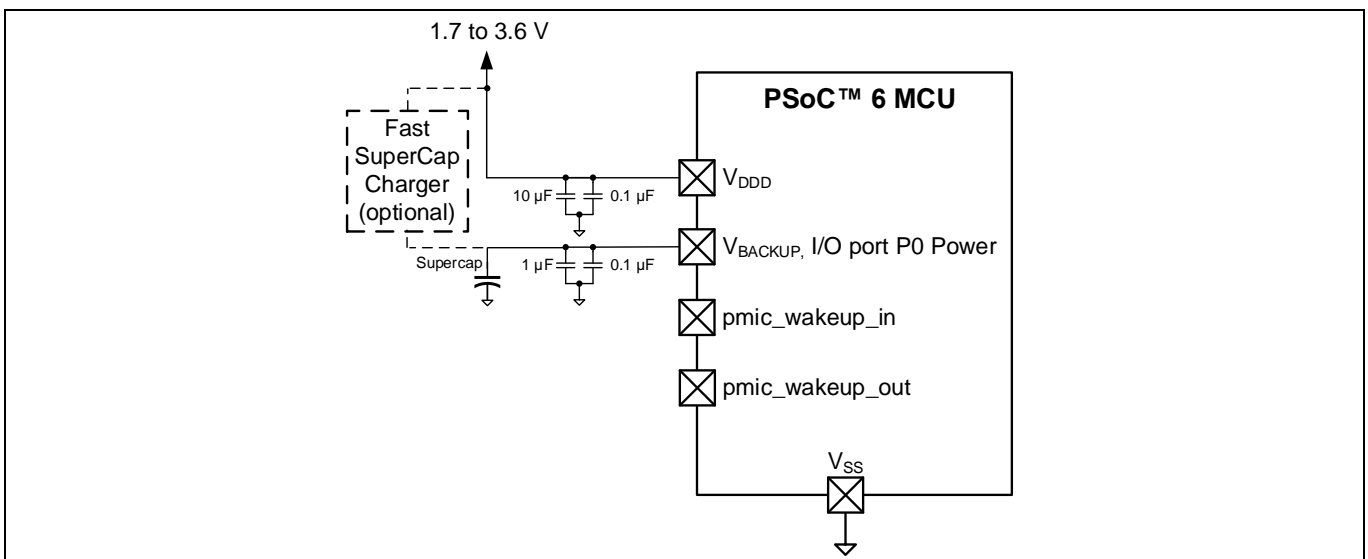 1.7 to 3.6 V
PSoC™ 6 MCU
Fast
SuperCap
Charger
(optional)
VDDD
10 µF
0.1 µF
VBACKUP, I/O port P0 Power
Supercap
1 µF
0.1 µF
pmic_wakeup_in
pmic_wakeup_out
VSS